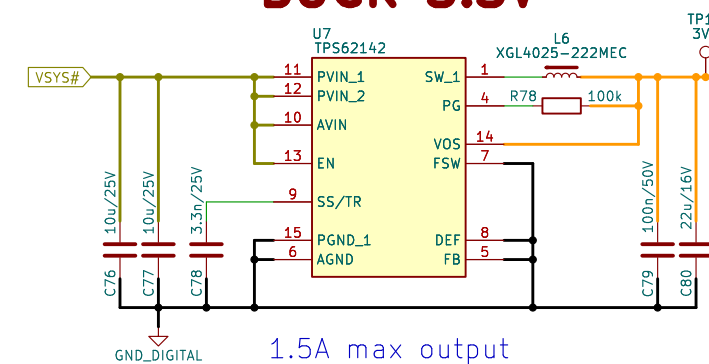 BUCK 3.3V
U7
TPS62142
L6
XGL4025-222MEC
TP1
3V
VSYS#
11 PVIN_1 SW_1 1
12 PVIN_2
PG 4 R78 100k
10 AVIN
VOS 14
13 EN FSW 7
9 SS/TR
15 PGND_1 DEF 8
6 AGND FB 5
C76 10u/25V
C77 10u/25V
C78 3.3n/25V
C79 100n/50V
C80 22u/16V
GND_DIGITAL
1.5A max output